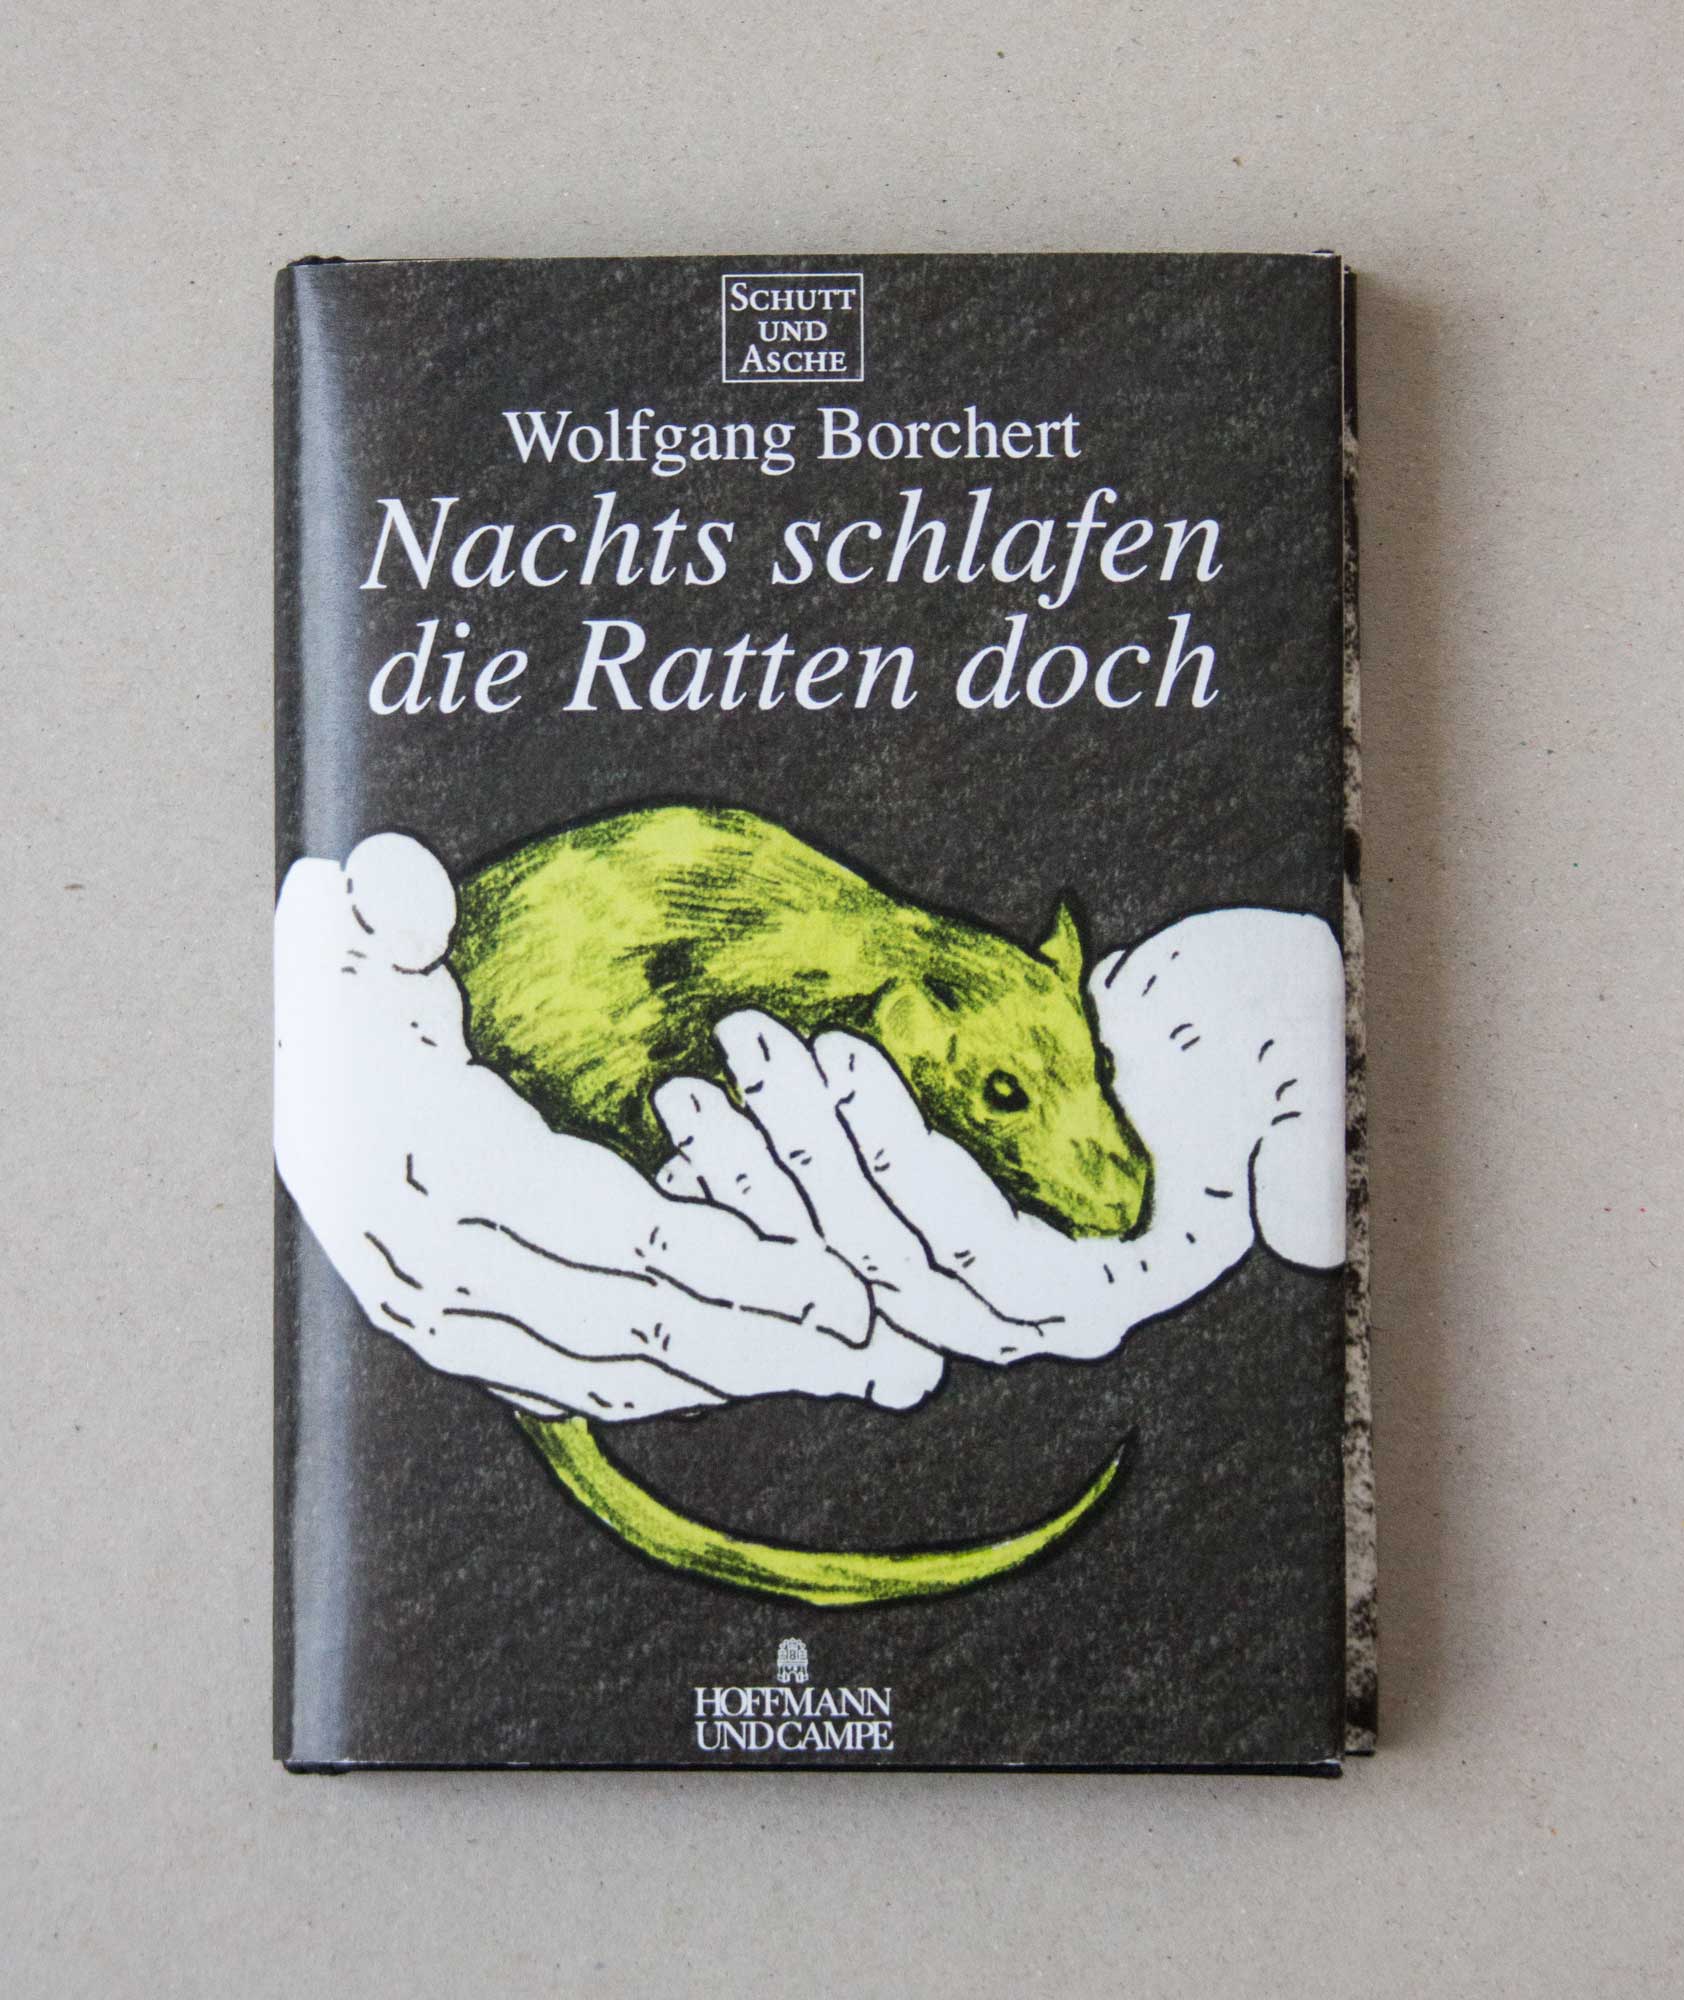 SCHUTT
UND
ASCHE
Wolfgang Borchert
Nachts schlafen
die Ratten doch
HOFFMANN
UND CAMPE